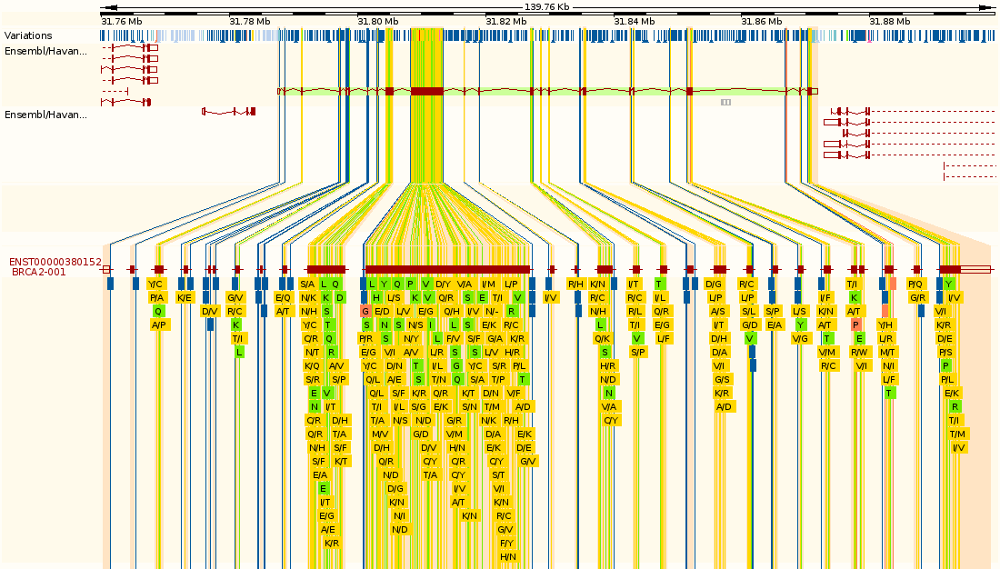 139.76 Kb
31.76 Mb 31.78 Mb 31.80 Mb 31.82 Mb 31.84 Mb 31.86 Mb 31.88 Mb
Variations
Ensembl/Havan...
Ensembl/Havan...
ENST00000380152
BRCA2-001
Y/C S/A L Q L Y Q P V D/Y V/A I/M L/P R/H K/N I/T T D/G R/C T/I P/Q Y
P/A K/E G/V E/Q N/K K D H L/S K V Q/R S E T/I V I/V R/C R/L I/L L/P L/P I/F K G/R I/V
Q D/V R/C A/T N/H S G E/D S L/V E/G Q/H I/V R N/H P/L Q/R A/S S/L S/P L/S K/N A/T V/I
A/P K Y/C T S N S N/S I L S E/K R/C L T/I E/G I/T G/D E/A Y A/T P Y/H K/R
T/I Q/R Q P/R N S N/Y L F/V S/F G/A K/R Q/K V L/F D/H V V/G T E L/R D/E
L N/T R E/G V/I A/V L/R S S L/V H/R S S/P D/A V/M R/W M/T P/S
K/Q A/V Y/C D/N T I/L G Y/C S/R P/L H/R V/I R/C V/I N/I P
S/R S/P Q/L A/E S T/N Q S/A T/P T N/D G/S L/F P/L
E V Q/L S/F K/R Q/R K/T D/N V/F N K/R T E/K
N I/T T/I I/L S/G E/K S/N T/M A/D V/A A/D R
Q/R D/H T/A N/S N/D G/R N/K R/H C/Y T/I
Q/R T/A M/V G/D V/M D/A E/K T/M
N/H S/F D/H D/V H/N E/K D/E I/V
S/F K/T Q/R C/Y Q/R C/Y G/V
E/A N/D T/A C/Y S/T
E D/G I/V V/I
I/T K/N A/T K/N
E/G N/I K/N R/C
A/E N/D G/V
K/R F/Y
H/N